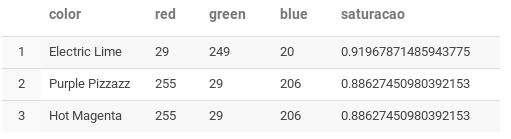 color red green blue saturacao
1 Electric Lime 29 249 20 0.91967871485943775
2 Purple Pizzazz 255 29 206 0.88627450980392153
3 Hot Magenta 255 29 206 0.88627450980392153